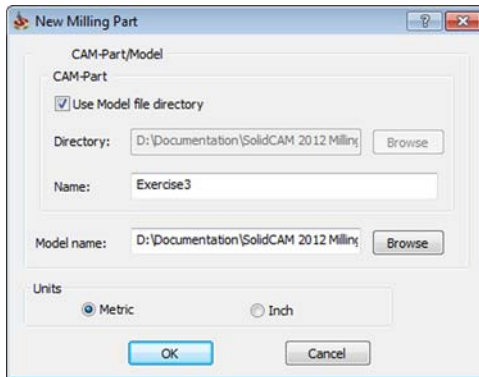 New Milling Part
CAM-Part/Model
CAM-Part
Use Model file directory
Directory: D:\Documentation\SolidCAM 2012 Milling Browse
Name: Exercise3
Model name: D:\Documentation\SolidCAM 2012 Milling Browse
Units
Metric Inch
OK Cancel